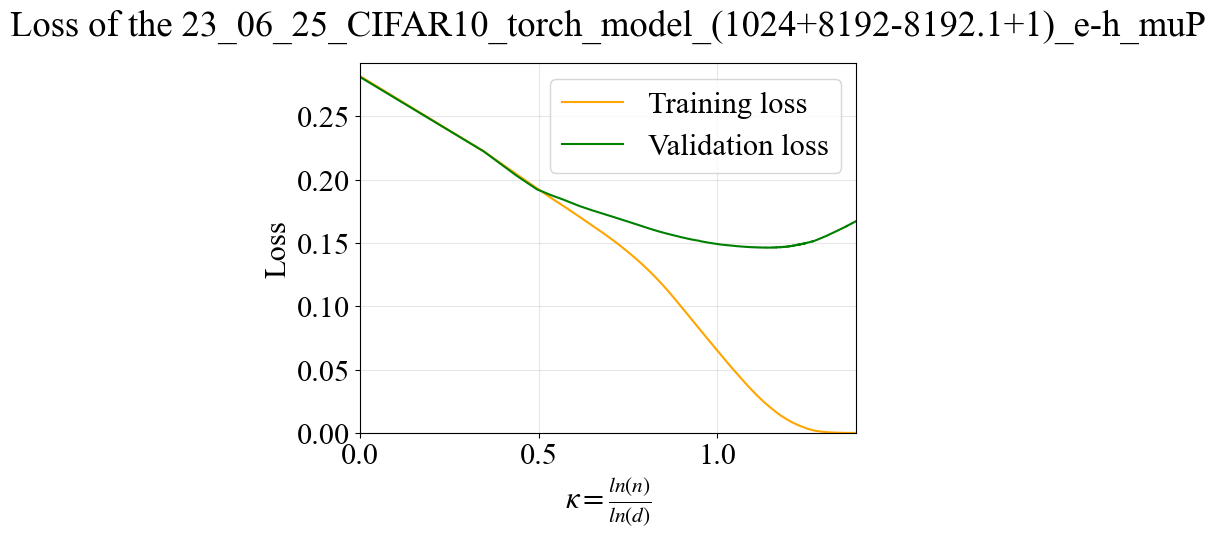 Loss of the 23_06_25_CIFAR10_torch_model_(1024+8192-8192.1+1)_e-h_muP
Training loss
Validation loss
Loss
0.25
0.20
0.15
0.10
0.05
0.00
0.0 0.5 1.0
κ = ln(n)/ln(d)